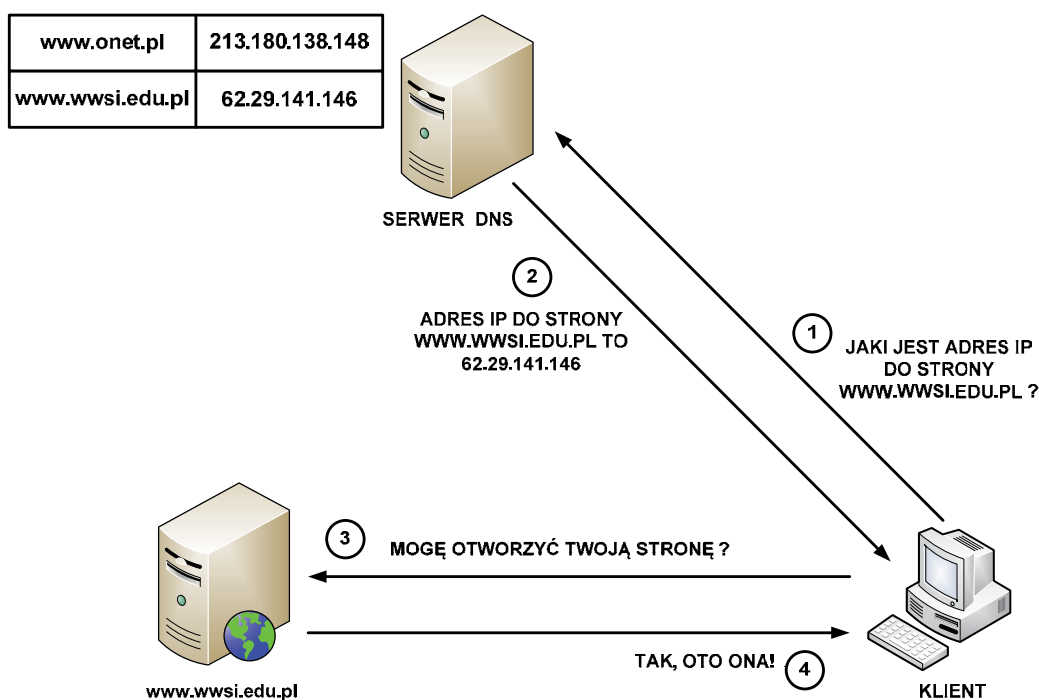 www.onet.pl 213.180.138.148
www.wwsi.edu.pl 62.29.141.146
SERWER DNS
2
ADRES IP DO STRONY
WWW.WWSI.EDU.PL TO
62.29.141.146
1
JAKI JEST ADRES IP
DO STRONY
WWW.WWSI.EDU.PL ?
3
MOGĘ OTWORZYĆ TWOJĄ STRONĘ ?
TAK, OTO ONA!
4
www.wwsi.edu.pl
KLIENT